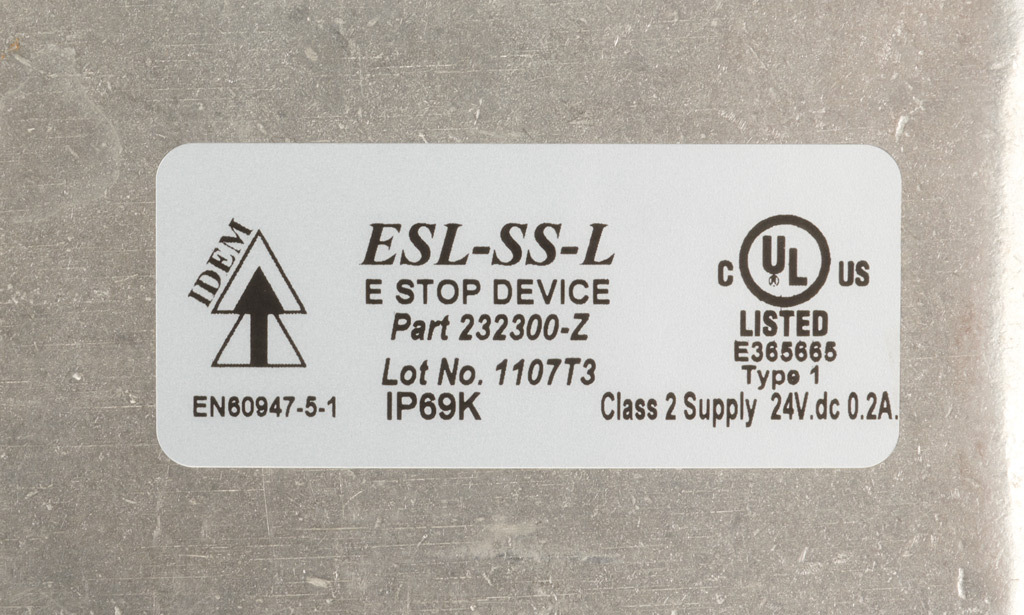 IDEM
EN60947-5-1
ESL-SS-L
E STOP DEVICE
Part 232300-Z
Lot No. 1107T3
IP69K
C UL US
LISTED
E365665
Type 1
Class 2 Supply 24V.dc 0.2A.